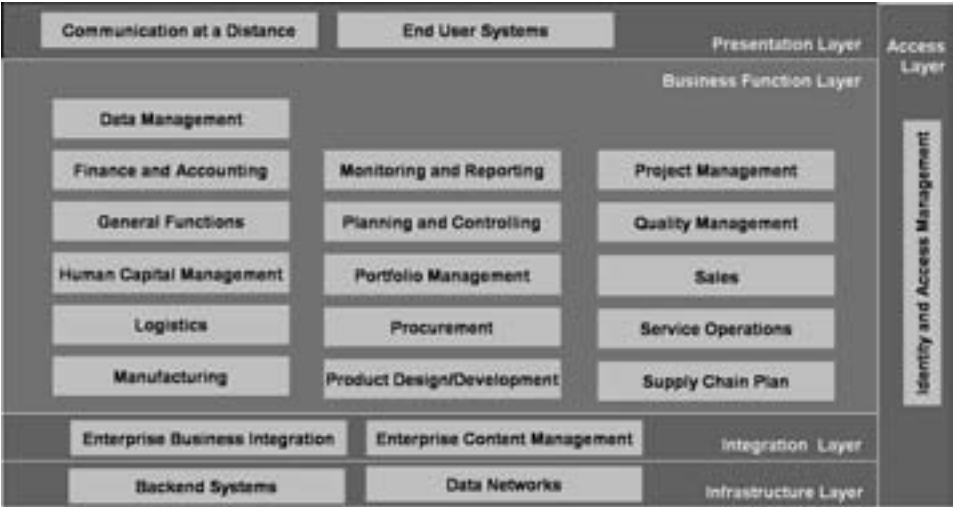 Communication at a Distance
End User Systems
Presentation Layer
Access
Layer
Business Function Layer
Data Management
Finance and Accounting
Monitoring and Reporting
Project Management
General Functions
Planning and Controlling
Quality Management
Human Capital Management
Portfolio Management
Sales
Logistics
Procurement
Service Operations
Manufacturing
Product Design/Development
Supply Chain Plan
Identity and Access Management
Enterprise Business Integration
Enterprise Content Management
Integration Layer
Backend Systems
Data Networks
Infrastructure Layer